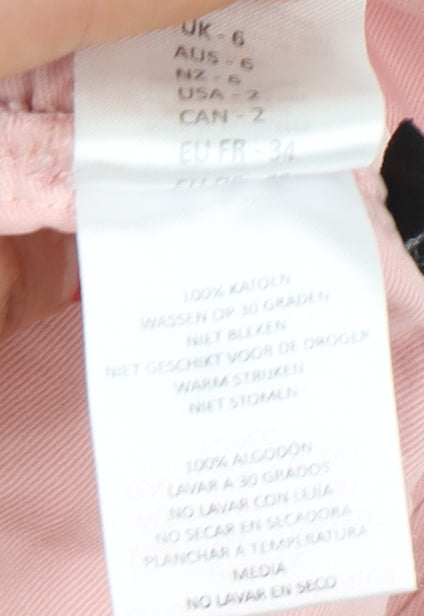 UK - 6
AUS - 6
NZ - 6
USA - 2
CAN - 2
EU FR - 34
100% KATOEN
WASSEN OP 30 GRADEN
NIET BLEKEN
NIET GESCHIKT VOOR DE DROGER
WARM STRIJKEN
NIET STOMEN
100% ALGODÓN
LAVAR A 30 GRADOS
NO LAVAR CON LEJÍA
NO SECAR EN SECADORA
PLANCHAR A TEMPERATURA
MEDIA
NO LAVAR EN SECO